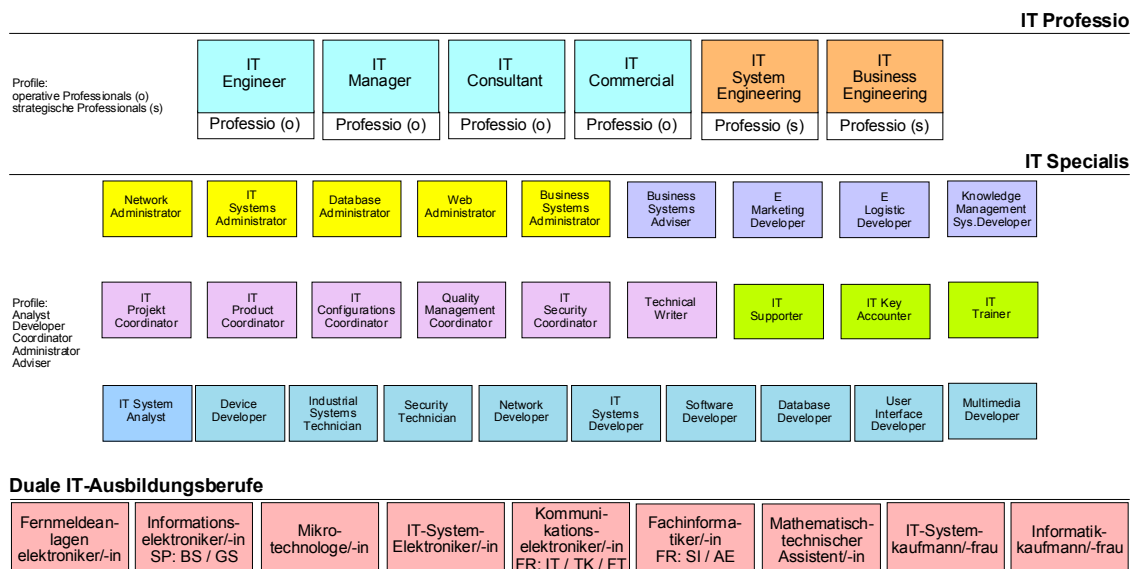 IT Professio
Profile:
operative Professionals (o)
strategische Professionals (s)
IT
Engineer
Professio (o)
IT
Manager
Professio (o)
IT
Consultant
Professio (o)
IT
Commercial
Professio (o)
IT
System
Engineering
Professio (s)
IT
Business
Engineering
Professio (s)
IT Specialis
Network
Administrator
IT
Systems
Administrator
Database
Administrator
Web
Administrator
Business
Systems
Administrator
Business
Systems
Adviser
E
Marketing
Developer
E
Logistic
Developer
Knowledge
Management
Sys.Developer
Profile:
Analyst
Developer
Coordinator
Administrator
Adviser
IT
Projekt
Coordinator
IT
Product
Coordinator
IT
Configurations
Coordinator
Quality
Management
Coordinator
IT
Security
Coordinator
Technical
Writer
IT
Supporter
IT Key
Accounter
IT
Trainer
IT System
Analyst
Device
Developer
Industrial
Systems
Technician
Security
Technician
Network
Developer
IT
Systems
Developer
Software
Developer
Database
Developer
User
Interface
Developer
Multimedia
Developer
Duale IT-Ausbildungsberufe
Fernmeldean-
lagen
elektroniker/-in
Informations-
elektroniker/-in
SP: BS / GS
Mikro-
technologe/-in
IT-System-
Elektroniker/-in
Kommuni-
kations-
elektroniker/-in
FR: IT / TK / FT
Fachinforma-
tiker/-in
FR: SI / AE
Mathematisch-
technischer
Assistent/-in
IT-System-
kaufmann/-frau
Informatik-
kaufmann/-frau